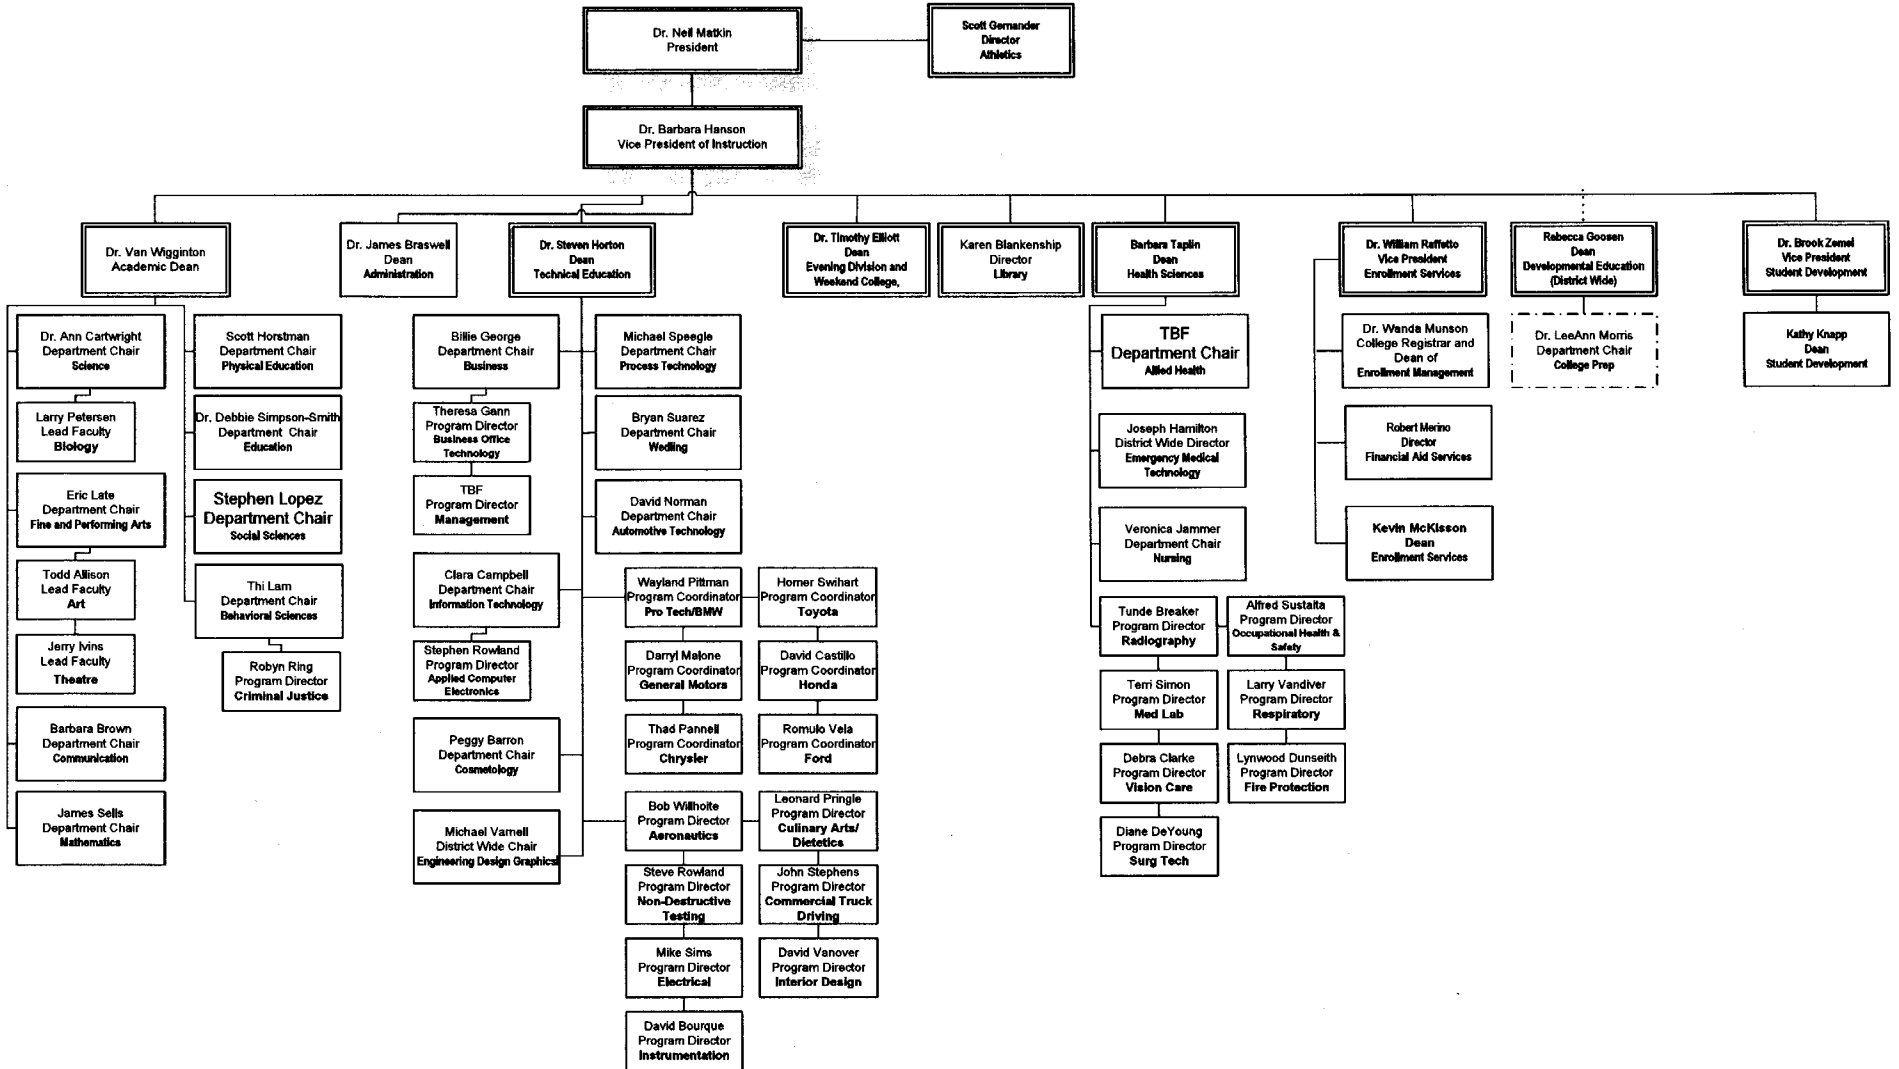 Dr. Neil Matkin
President
Scott Gernander
Director
Athletics
Dr. Barbara Hanson
Vice President of Instruction
Dr. Van Wigginton
Academic Dean
Dr. James Braswell
Dean
Administration
Dr. Steven Horton
Dean
Technical Education
Dr. Timothy Elliott
Dean
Evening Division and
Weekend College,
Karen Blankenship
Director
Library
Barbara Taplin
Dean
Health Sciences
Dr. William Raffetto
Vice President
Enrollment Services
Rebecca Goosen
Dean
Developmental Education
(District Wide)
Dr. Brook Zemel
Vice President
Student Development
Dr. Ann Cartwright
Department Chair
Science
Larry Petersen
Lead Faculty
Biology
Eric Late
Department Chair
Fine and Performing Arts
Todd Allison
Lead Faculty
Art
Jerry Ivins
Lead Faculty
Theatre
Barbara Brown
Department Chair
Communication
James Sells
Department Chair
Mathematics
Scott Horstman
Department Chair
Physical Education
Dr. Debbie Simpson-Smith
Department Chair
Education
Stephen Lopez
Department Chair
Social Sciences
Thi Lam
Department Chair
Behavioral Sciences
Robyn Ring
Program Director
Criminal Justice
Billie George
Department Chair
Business
Theresa Gann
Program Director
Business Office
Technology
TBF
Program Director
Management
Clara Campbell
Department Chair
Information Technology
Stephen Rowland
Program Director
Applied Computer
Electronics
Peggy Barron
Department Chair
Cosmetology
Michael Varnell
District Wide Chair
Engineering Design Graphics
Michael Speegle
Department Chair
Process Technology
Bryan Suarez
Department Chair
Wedling
David Norman
Department Chair
Automotive Technology
Wayland Pittman
Program Coordinator
Pro Tech/BMW
Darryl Malone
Program Coordinator
General Motors
Thad Pannell
Program Coordinator
Chrysler
Bob Willhoite
Program Director
Aeronautics
Steve Rowland
Program Director
Non-Destructive
Testing
Mike Sims
Program Director
Electrical
David Bourque
Program Director
Instrumentation
Homer Swihart
Program Coordinator
Toyota
David Castillo
Program Coordinator
Honda
Romulo Vela
Program Coordinator
Ford
Leonard Pringle
Program Director
Culinary Arts/
Dietetics
John Stephens
Program Director
Commercial Truck
Driving
David Vanover
Program Director
Interior Design
TBF
Department Chair
Allied Health
Joseph Hamilton
District Wide Director
Emergency Medical
Technology
Veronica Jammer
Department Chair
Nursing
Tunde Breaker
Program Director
Radiography
Terri Simon
Program Director
Med Lab
Debra Clarke
Program Director
Vision Care
Diane DeYoung
Program Director
Surg Tech
Alfred Sustaita
Program Director
Occupational Health &
Safety
Larry Vandiver
Program Director
Respiratory
Lynwood Dunseith
Program Director
Fire Protection
Dr. Wanda Munson
College Registrar and
Dean of
Enrollment Management
Robert Merino
Director
Financial Aid Services
Kevin McKisson
Dean
Enrollment Services
Dr. LeeAnn Morris
Department Chair
College Prep
Kathy Knapp
Dean
Student Development